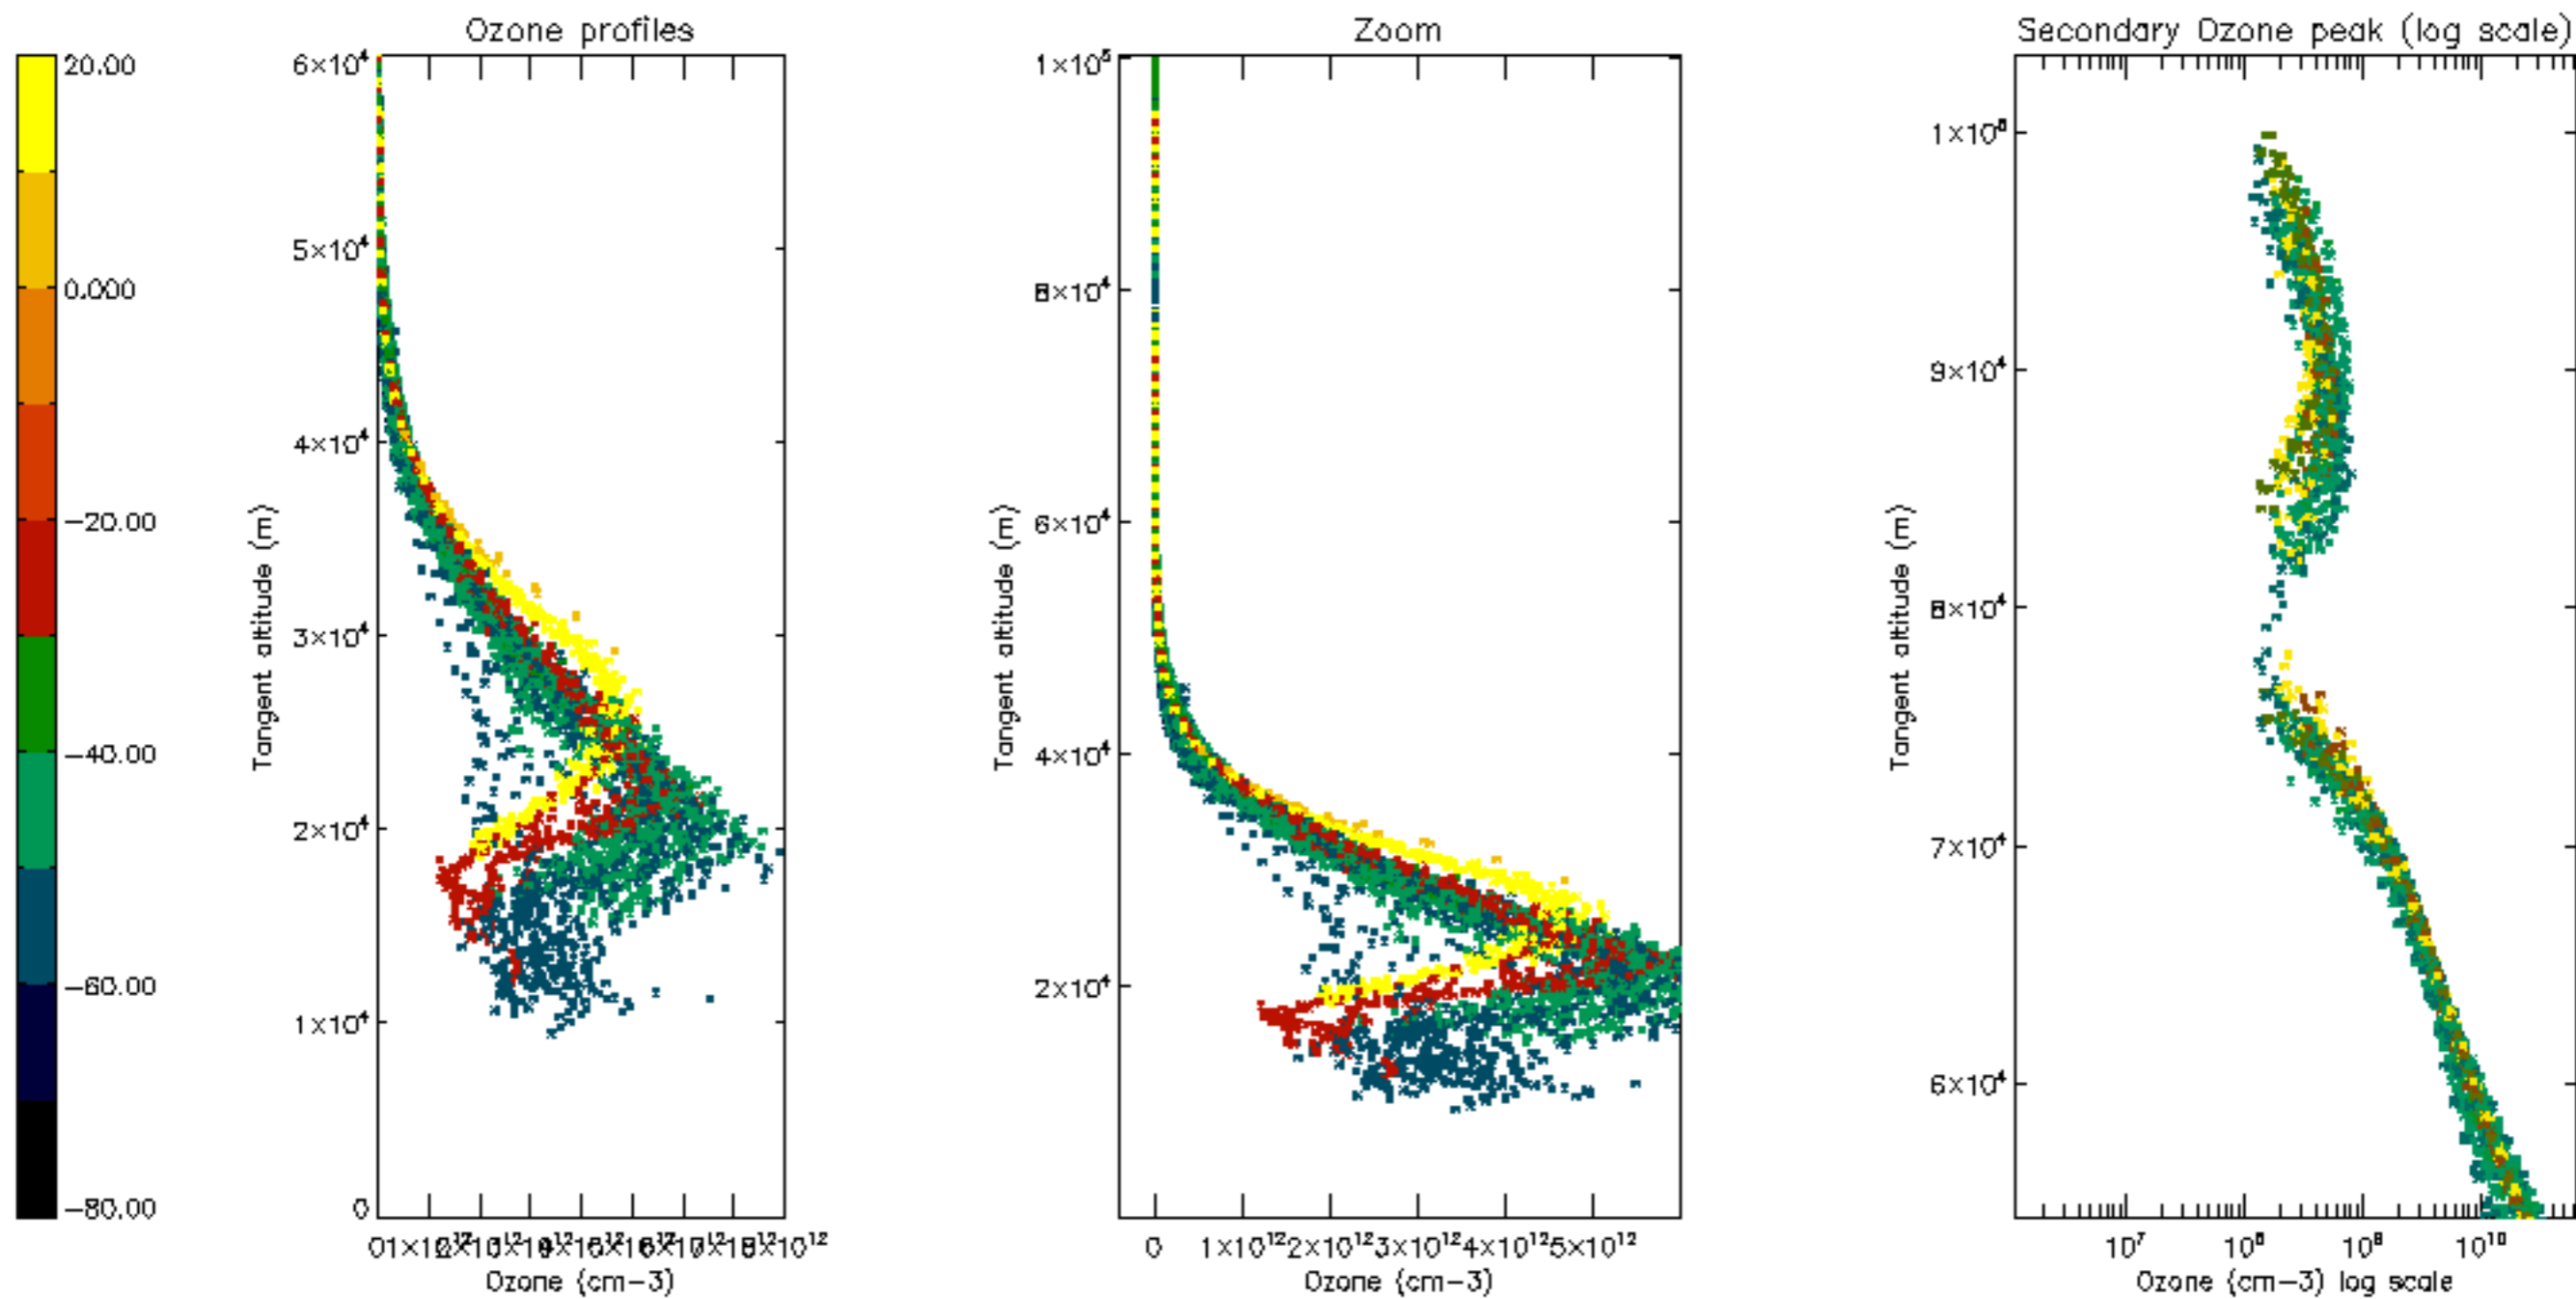 Ozone profiles
Zoom
Secondary Ozone peak (log scale)
20.00
0.000
−20.00
−40.00
−60.00
−80.00
6×10⁴
5×10⁴
4×10⁴
3×10⁴
2×10⁴
1×10⁴
0
Tangent altitude (m)
Ozone (cm−3)
1×10⁵
8×10⁴
6×10⁴
4×10⁴
2×10⁴
Tangent altitude (m)
0 1×10¹² 2×10¹² 3×10¹² 4×10¹² 5×10¹²
Ozone (cm−3)
9×10⁴
8×10⁴
7×10⁴
6×10⁴
Tangent altitude (m)
10⁷ 10⁸ 10⁹ 10¹⁰
Ozone (cm−3) log scale